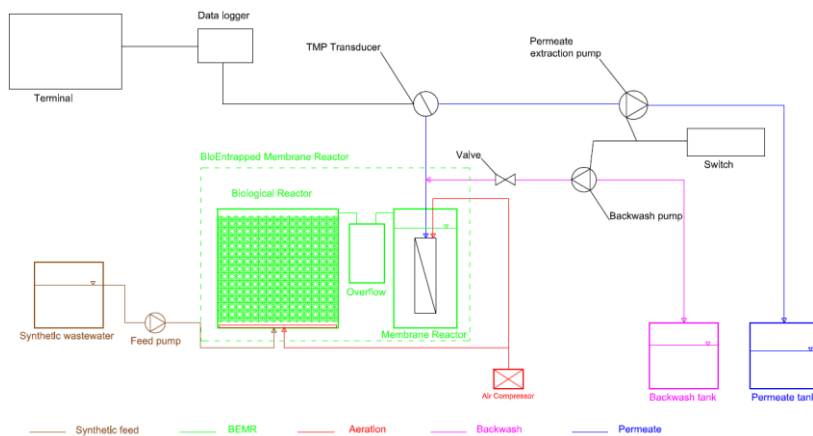 Data logger
TMP Transducer
Permeate
extraction pump
Terminal
BioEntrapped Membrane Reactor
Valve
Switch
Biological Reactor
Backwash pump
Overflow
Synthetic wastewater
Feed pump
Membrane Reactor
Air Compressor
Backwash tank
Permeate tank
Synthetic feed
BEMR
Aeration
Backwash
Permeate